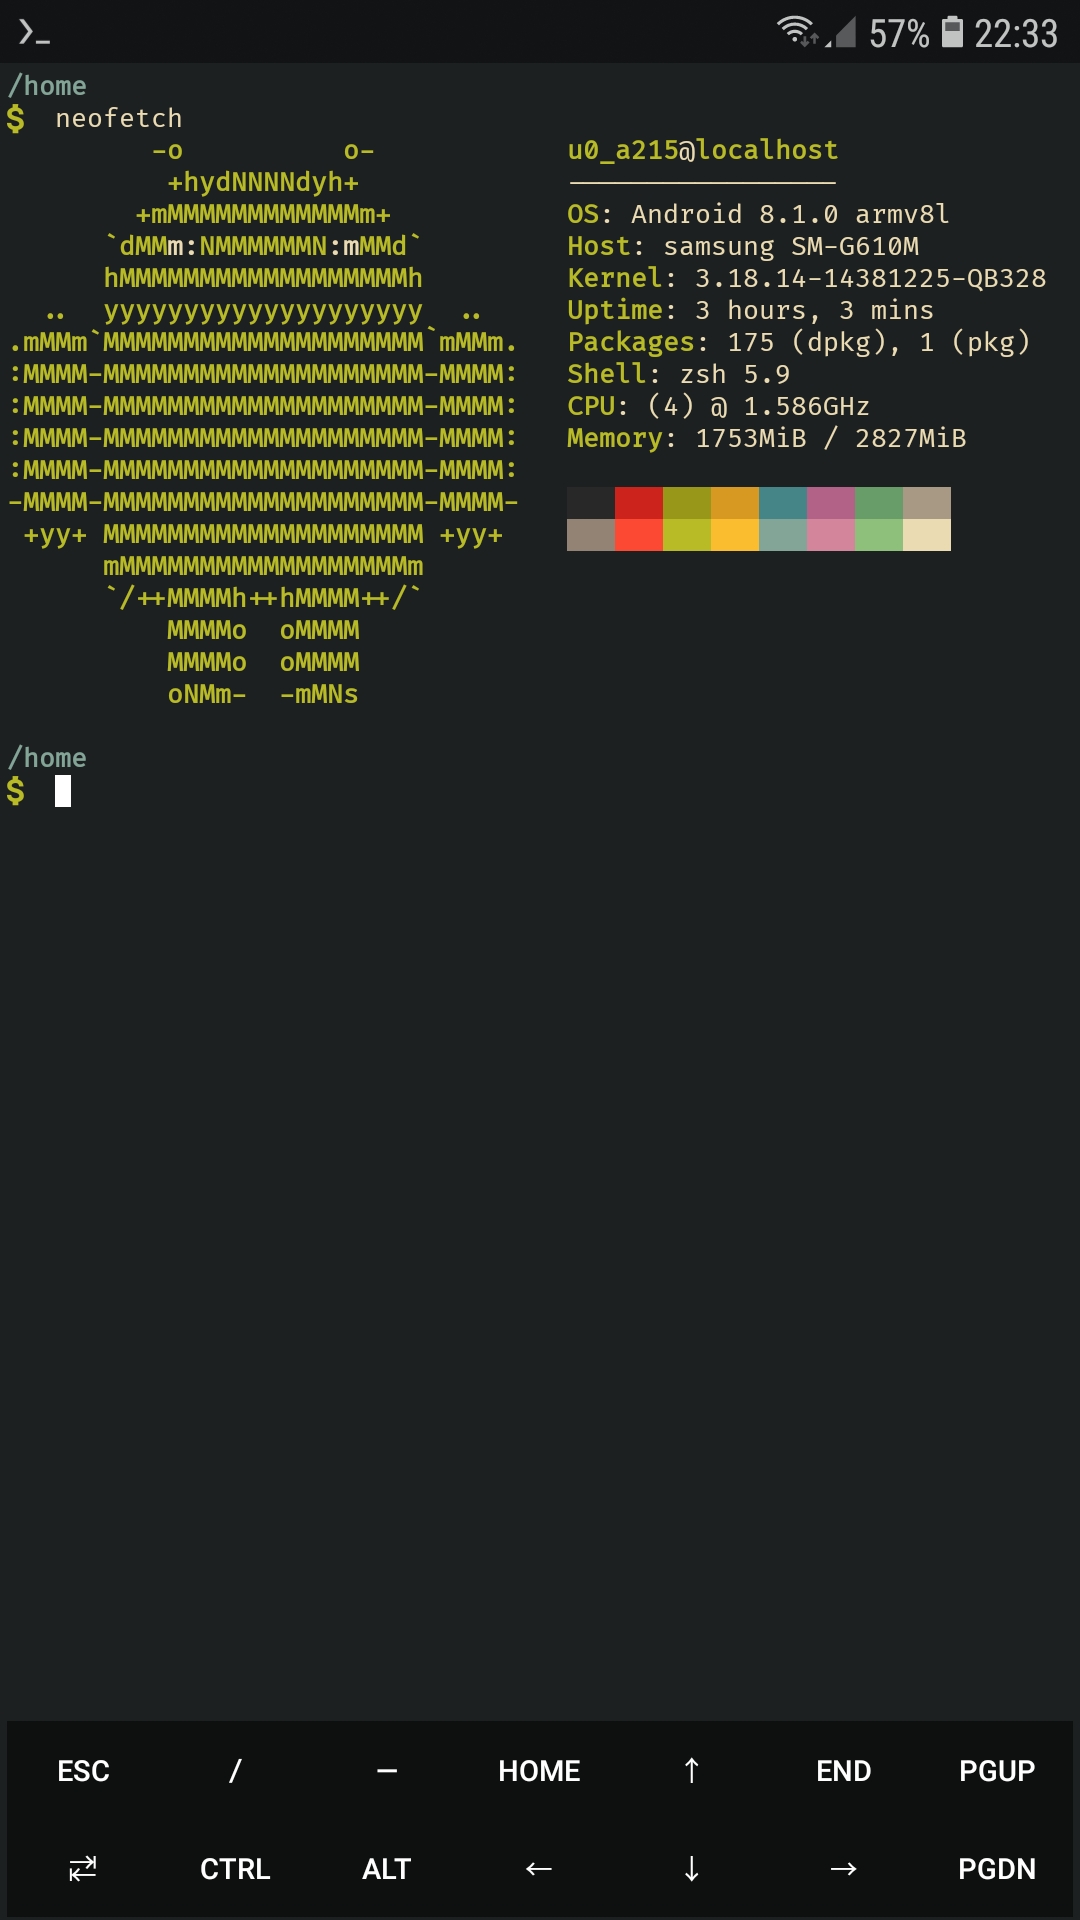 ❯_ 57% 22:33
/home
$ neofetch
-o o- u0_a215@localhost
+hydNNNNdyh+ -----------------
+mMMMMMMMMMMMMm+ OS: Android 8.1.0 armv8l
`dMMm:NMMMMMMN:mMMd` Host: samsung SM-G610M
hMMMMMMMMMMMMMMMMMMh Kernel: 3.18.14-14381225-QB328
.. yyyyyyyyyyyyyyyyyyyy .. Uptime: 3 hours, 3 mins
.mMMm`MMMMMMMMMMMMMMMMMMMM`mMMm. Packages: 175 (dpkg), 1 (pkg)
:MMMM-MMMMMMMMMMMMMMMMMMMM-MMMM: Shell: zsh 5.9
:MMMM-MMMMMMMMMMMMMMMMMMMM-MMMM: CPU: (4) @ 1.586GHz
:MMMM-MMMMMMMMMMMMMMMMMMMM-MMMM: Memory: 1753MiB / 2827MiB
:MMMM-MMMMMMMMMMMMMMMMMMMM-MMMM:
-MMMM-MMMMMMMMMMMMMMMMMMMM-MMMM-
+yy+ MMMMMMMMMMMMMMMMMMMM +yy+
mMMMMMMMMMMMMMMMMMMm
`/++MMMMh++hMMMM++/`
MMMMo oMMMM
MMMMo oMMMM
oNMm- -mMNs
/home
$
ESC / — HOME ↑ END PGUP
⇄ CTRL ALT ← ↓ → PGDN